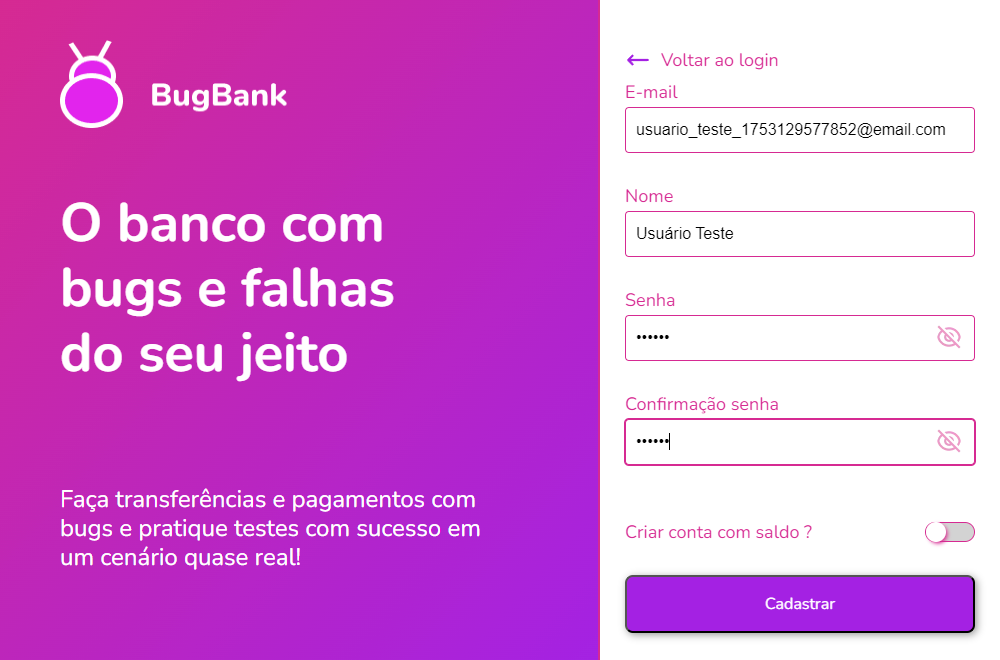 BugBank
O banco com
bugs e falhas
do seu jeito
Faça transferências e pagamentos com
bugs e pratique testes com sucesso em
um cenário quase real!
Voltar ao login
E-mail
usuario_teste_1753129577852@email.com
Nome
Usuário Teste
Senha
••••••
Confirmação senha
••••••
Criar conta com saldo ?
Cadastrar